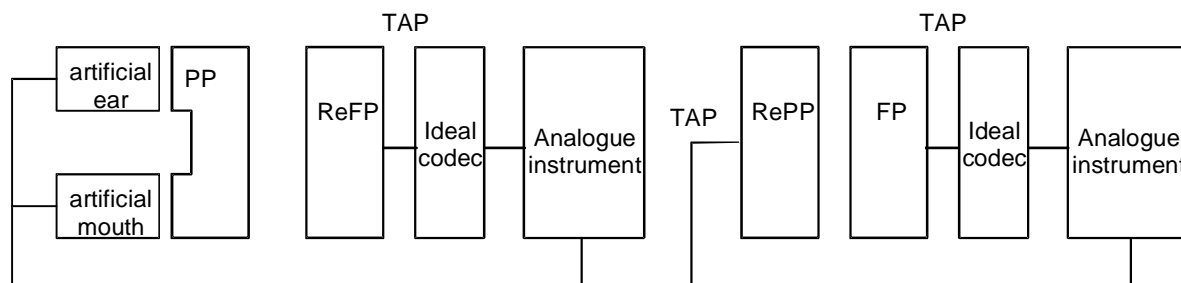 TAP
TAP
artificial
ear
PP
ReFP
Ideal
codec
Analogue
instrument
TAP
RePP
FP
Ideal
codec
Analogue
instrument
artificial
mouth